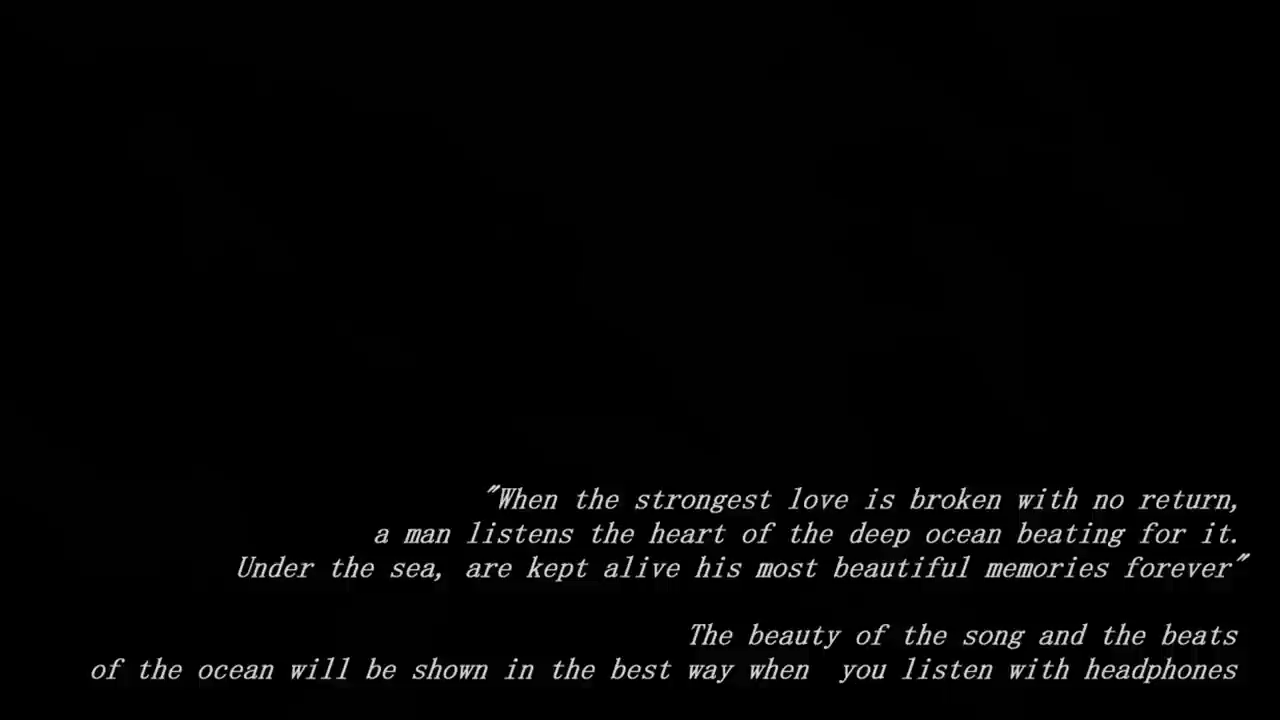 "When the strongest love is broken with no return,
a man listens the heart of the deep ocean beating for it.
Under the sea, are kept alive his most beautiful memories forever"
The beauty of the song and the beats
of the ocean will be shown in the best way when  you listen with headphones